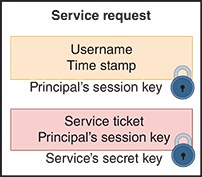 Service request
Username
Time stamp
Principal's session key
Service ticket
Principal's session key
Service's secret key